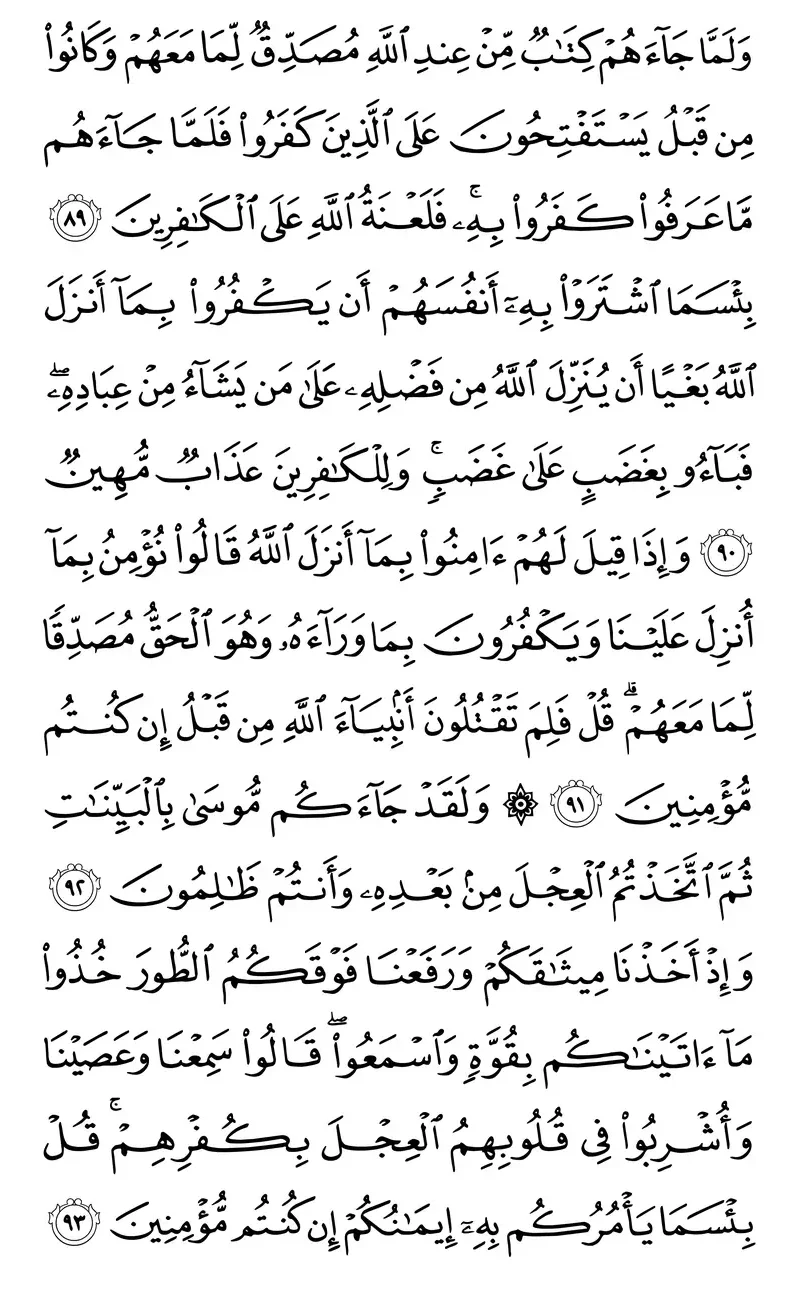 وَلَمَّا جَآءَهُمْ كِتَٰبٌ مِّنْ عِندِ ٱللَّهِ مُصَدِّقٌ لِّمَا مَعَهُمْ وَكَانُوا۟
مِن قَبْلُ يَسْتَفْتِحُونَ عَلَى ٱلَّذِينَ كَفَرُوا۟ فَلَمَّا جَآءَهُم
مَّا عَرَفُوا۟ كَفَرُوا۟ بِهِۦ ۚ فَلَعْنَةُ ٱللَّهِ عَلَى ٱلْكَٰفِرِينَ ٨٩
بِئْسَمَا ٱشْتَرَوْا۟ بِهِۦٓ أَنفُسَهُمْ أَن يَكْفُرُوا۟ بِمَآ أَنزَلَ
ٱللَّهُ بَغْيًا أَن يُنَزِّلَ ٱللَّهُ مِن فَضْلِهِۦ عَلَىٰ مَن يَشَآءُ مِنْ عِبَادِهِۦ ۖ
فَبَآءُو بِغَضَبٍ عَلَىٰ غَضَبٍ ۚ وَلِلْكَٰفِرِينَ عَذَابٌ مُّهِينٌ
٩٠ وَإِذَا قِيلَ لَهُمْ ءَامِنُوا۟ بِمَآ أَنزَلَ ٱللَّهُ قَالُوا۟ نُؤْمِنُ بِمَآ
أُنزِلَ عَلَيْنَا وَيَكْفُرُونَ بِمَا وَرَآءَهُۥ وَهُوَ ٱلْحَقُّ مُصَدِّقًا
لِّمَا مَعَهُمْ ۗ قُلْ فَلِمَ تَقْتُلُونَ أَنۢبِيَآءَ ٱللَّهِ مِن قَبْلُ إِن كُنتُم
مُّؤْمِنِينَ ٩١ ۞ وَلَقَدْ جَآءَكُم مُّوسَىٰ بِٱلْبَيِّنَٰتِ
ثُمَّ ٱتَّخَذْتُمُ ٱلْعِجْلَ مِنۢ بَعْدِهِۦ وَأَنتُمْ ظَٰلِمُونَ ٩٢
وَإِذْ أَخَذْنَا مِيثَٰقَكُمْ وَرَفَعْنَا فَوْقَكُمُ ٱلطُّورَ خُذُوا۟
مَآ ءَاتَيْنَٰكُم بِقُوَّةٍ وَٱسْمَعُوا۟ ۖ قَالُوا۟ سَمِعْنَا وَعَصَيْنَا
وَأُشْرِبُوا۟ فِى قُلُوبِهِمُ ٱلْعِجْلَ بِكُفْرِهِمْ ۚ قُلْ
بِئْسَمَا يَأْمُرُكُم بِهِۦٓ إِيمَٰنُكُمْ إِن كُنتُم مُّؤْمِنِينَ ٩٣